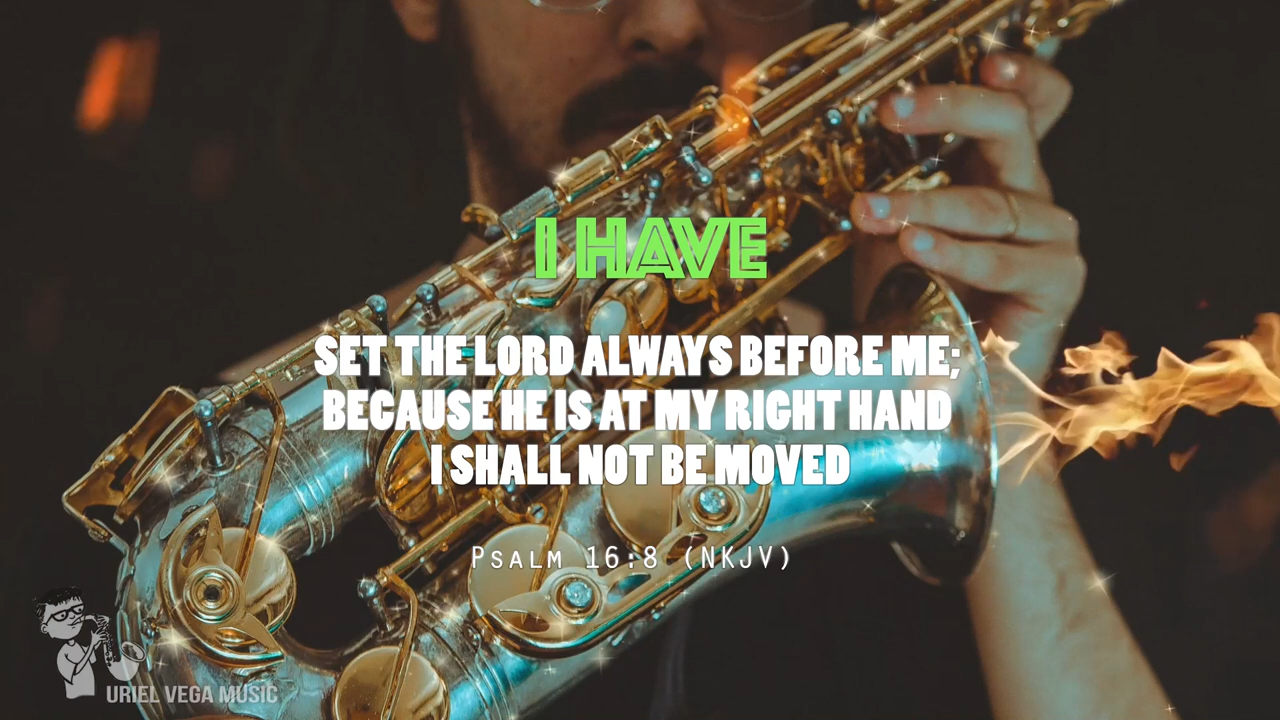 I HAVE
SET THE LORD ALWAYS BEFORE ME;
BECAUSE HE IS AT MY RIGHT HAND
I SHALL NOT BE MOVED
Psalm 16:8 (NKJV)
URIEL VEGA MUSIC